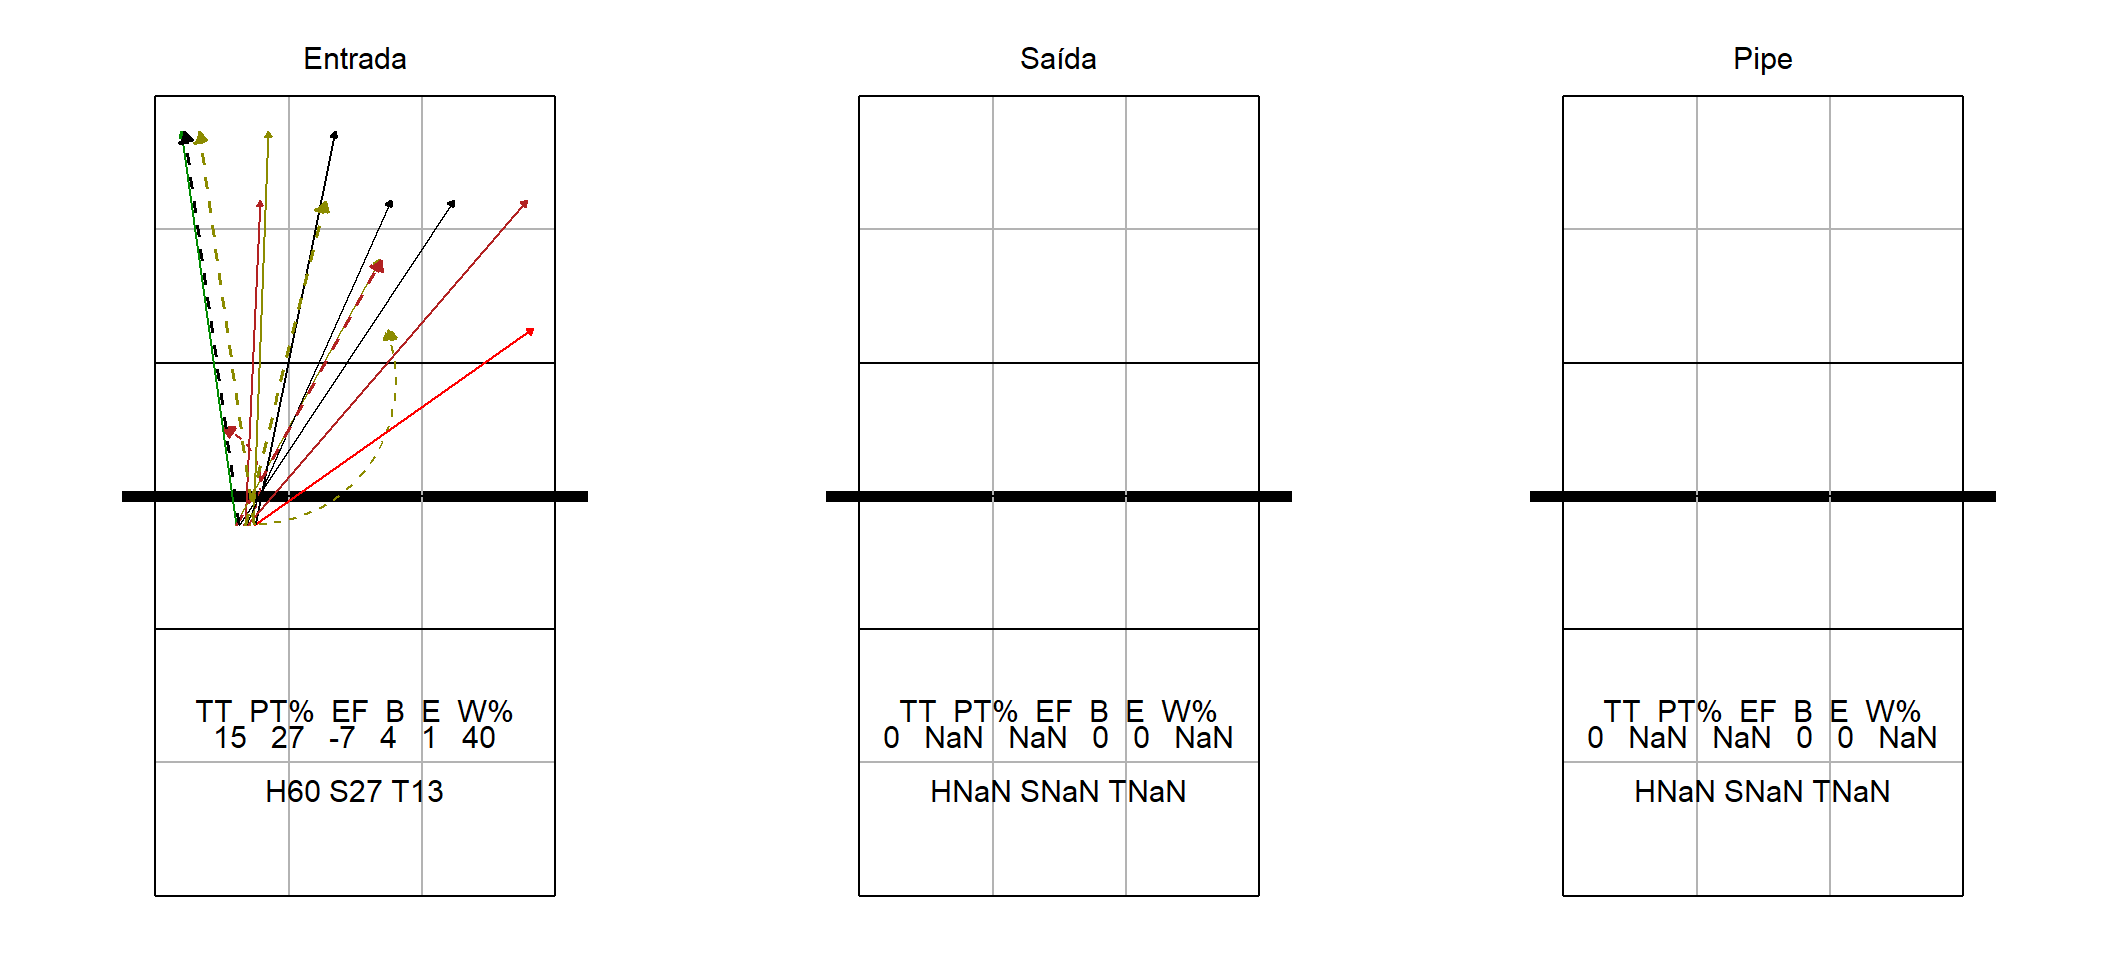 Entrada
Saída
Pipe
TT PT% EF B E W%
15 27 -7 4 1 40
H60 S27 T13
TT PT% EF B E W%
0 NaN NaN 0 0 NaN
HNaN SNaN TNaN
TT PT% EF B E W%
0 NaN NaN 0 0 NaN
HNaN SNaN TNaN